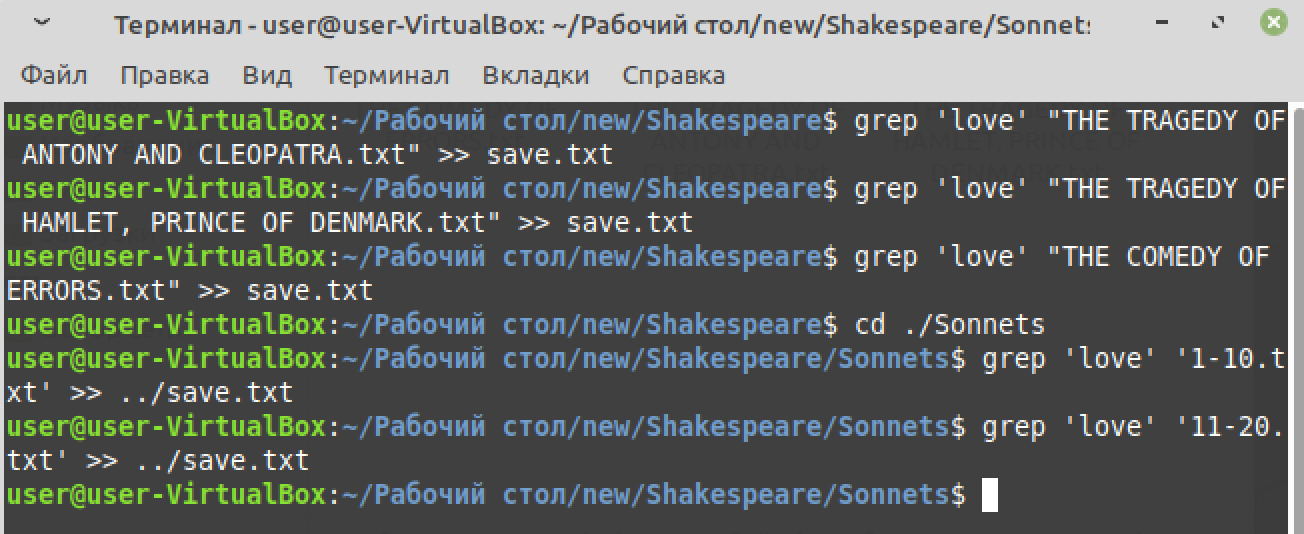 Терминал - user@user-VirtualBox: ~/Рабочий стол/new/Shakespeare/Sonnets
Файл Правка Вид Терминал Вкладки Справка
user@user-VirtualBox:~/Рабочий стол/new/Shakespeare$ grep 'love' "THE TRAGEDY OF
 ANTONY AND CLEOPATRA.txt" >> save.txt
user@user-VirtualBox:~/Рабочий стол/new/Shakespeare$ grep 'love' "THE TRAGEDY OF
 HAMLET, PRINCE OF DENMARK.txt" >> save.txt
user@user-VirtualBox:~/Рабочий стол/new/Shakespeare$ grep 'love' "THE COMEDY OF
ERRORS.txt" >> save.txt
user@user-VirtualBox:~/Рабочий стол/new/Shakespeare$ cd ./Sonnets
user@user-VirtualBox:~/Рабочий стол/new/Shakespeare/Sonnets$ grep 'love' '1-10.t
xt' >> ../save.txt
user@user-VirtualBox:~/Рабочий стол/new/Shakespeare/Sonnets$ grep 'love' '11-20.
txt' >> ../save.txt
user@user-VirtualBox:~/Рабочий стол/new/Shakespeare/Sonnets$